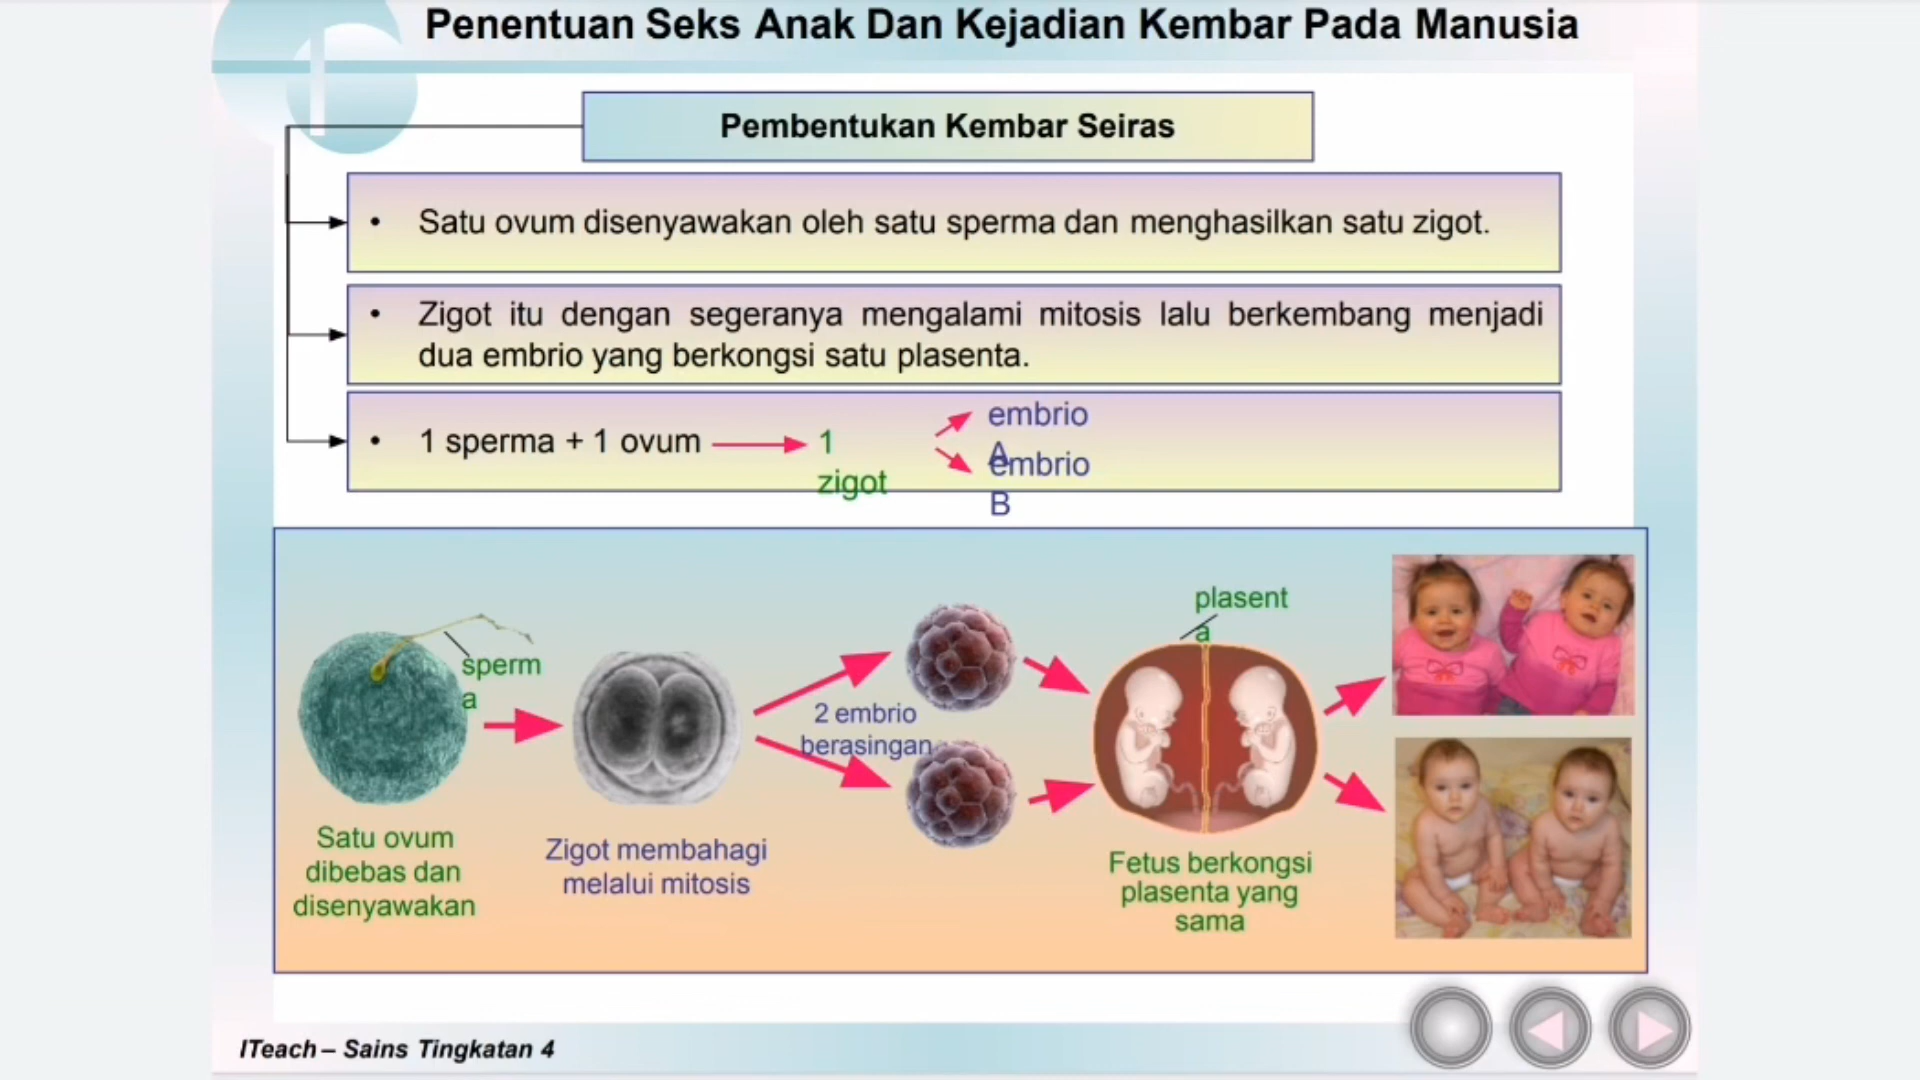 Penentuan Seks Anak Dan Kejadian Kembar Pada Manusia
Pembentukan Kembar Seiras
• Satu ovum disenyawakan oleh satu sperma dan menghasilkan satu zigot.
• Zigot itu dengan segeranya mengalami mitosis lalu berkembang menjadi
dua embrio yang berkongsi satu plasenta.
• 1 sperma + 1 ovum
1
zigot
embrio
A
embrio
B
sperm
a
Satu ovum
dibebas dan
disenyawakan
Zigot membahagi
melalui mitosis
2 embrio
berasingan
plasent
a
Fetus berkongsi
plasenta yang
sama
ITeach – Sains Tingkatan 4